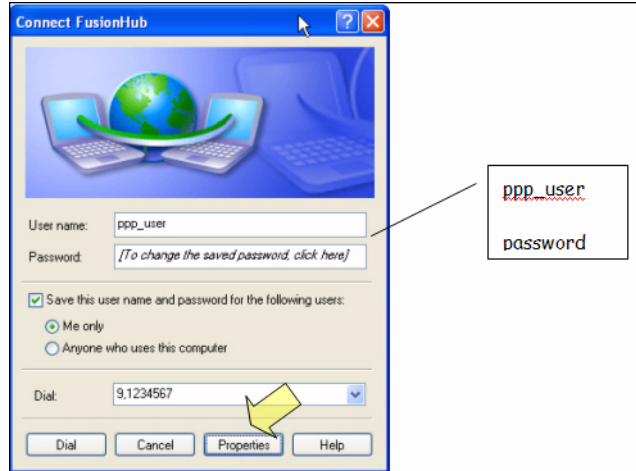 Connect FusionHub
User name: ppp_user
Password: [To change the saved password, click here]
Save this user name and password for the following users:
Me only
Anyone who uses this computer
Dial: 9,1234567
Dial Cancel Properties Help
ppp_user
password